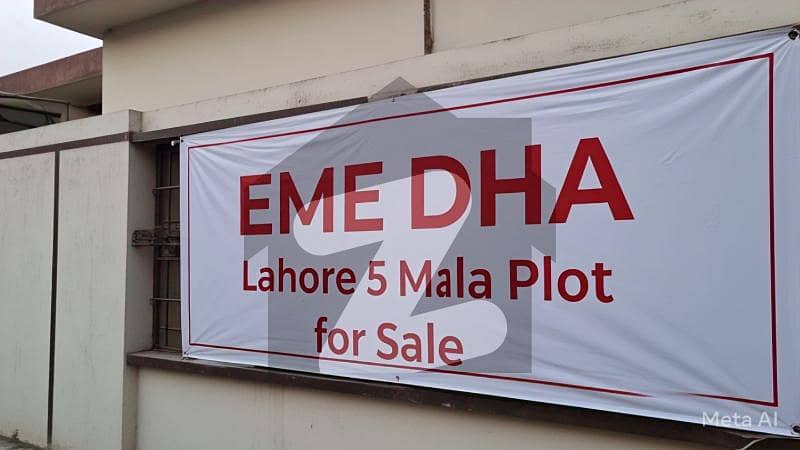 EME DHA
Lahore 5 Mala Plot
for Sale
Z
Meta AI